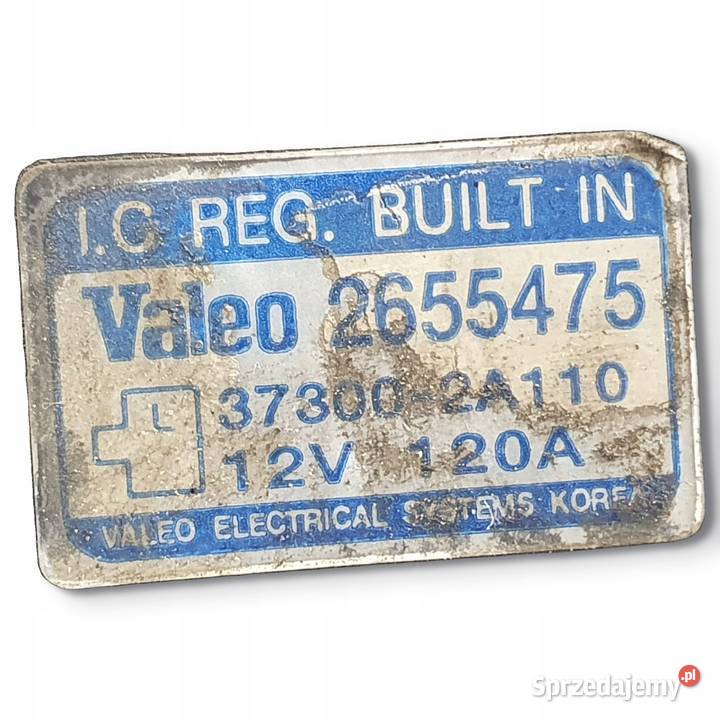 I.C REG. BUILT IN
Valeo 2655475
L 37300-2A110
12V 120A
VALEO ELECTRICAL SYSTEMS KOREA
Sprzedajemy.pl